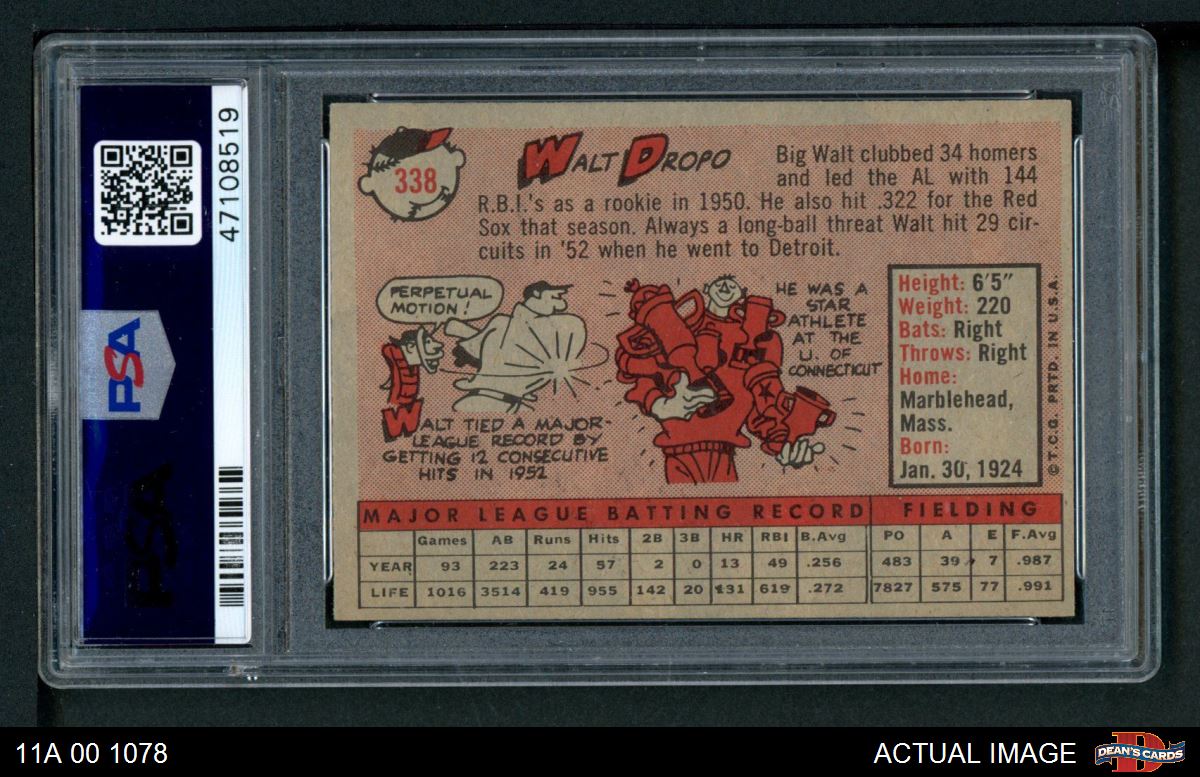 47108519
PSA
PSA
338
WALT DROPO
Big Walt clubbed 34 homers
and led the AL with 144
R.B.I.'s as a rookie in 1950. He also hit .322 for the Red
Sox that season. Always a long-ball threat Walt hit 29 cir-
cuits in '52 when he went to Detroit.
PERPETUAL
MOTION!
WALT TIED A MAJOR-
LEAGUE RECORD BY
GETTING 12 CONSECUTIVE
HITS IN 1952
HE WAS A
STAR
ATHLETE
AT THE
U. OF
CONNECTICUT
Height: 6'5"
Weight: 220
Bats: Right
Throws: Right
Home:
Marblehead,
Mass.
Born:
Jan. 30, 1924
© T.C.G. PRTD. IN U.S.A.
MAJOR LEAGUE BATTING RECORD FIELDING
Games AB Runs Hits 2B 3B HR RBI B.Avg PO A E F.Avg
YEAR 93 223 24 57 2 0 13 49 .256 483 39 7 .987
LIFE 1016 3514 419 955 142 20 131 619 .272 7827 575 77 .991
11A 00 1078
ACTUAL IMAGE
DEAN'S CARDS